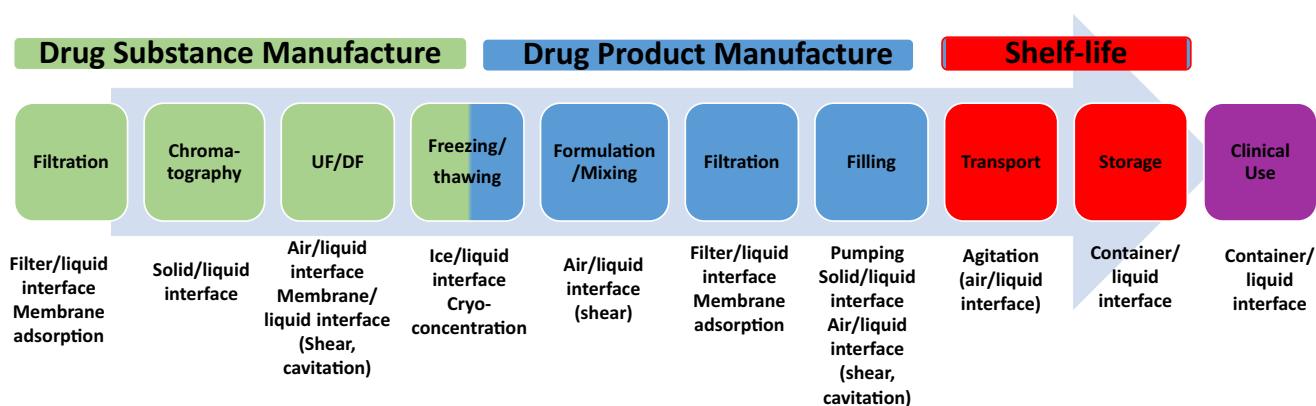 Drug Substance Manufacture
Drug Product Manufacture
Shelf-life
Filtration
Chroma-
tography
UF/DF
Freezing/
thawing
Formulation
/Mixing
Filtration
Filling
Transport
Storage
Clinical
Use
Filter/liquid
interface
Membrane
adsorption
Solid/liquid
interface
Air/liquid
interface
Membrane/
liquid interface
(Shear,
cavitation)
Ice/liquid
interface
Cryo-
concentration
Air/liquid
interface
(shear)
Filter/liquid
interface
Membrane
adsorption
Pumping
Solid/liquid
interface
Air/liquid
interface
(shear,
cavitation)
Agitation
(air/liquid
interface)
Container/
liquid
interface
Container/
liquid
interface